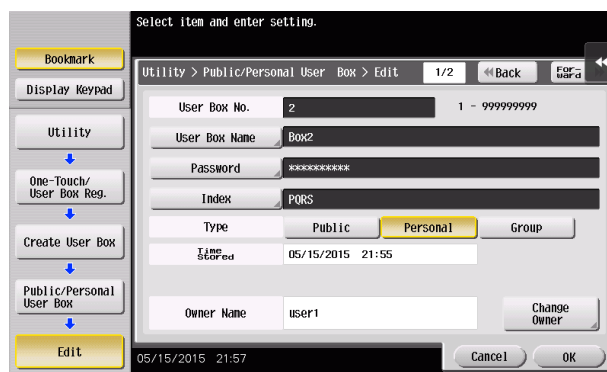 Select item and enter setting.
Bookmark
Display Keypad
Utility
One-Touch/
User Box Reg.
Create User Box
Public/Personal
User Box
Edit
Utility > Public/Personal User Box > Edit
1/2
Back
For-
ward
User Box No.
2
1 - 999999999
User Box Name
Box2
Password
**********
Index
PQRS
Type
Public
Personal
Group
Time
Stored
05/15/2015 21:55
Owner Name
user1
Change
Owner
05/15/2015 21:57
Cancel
OK